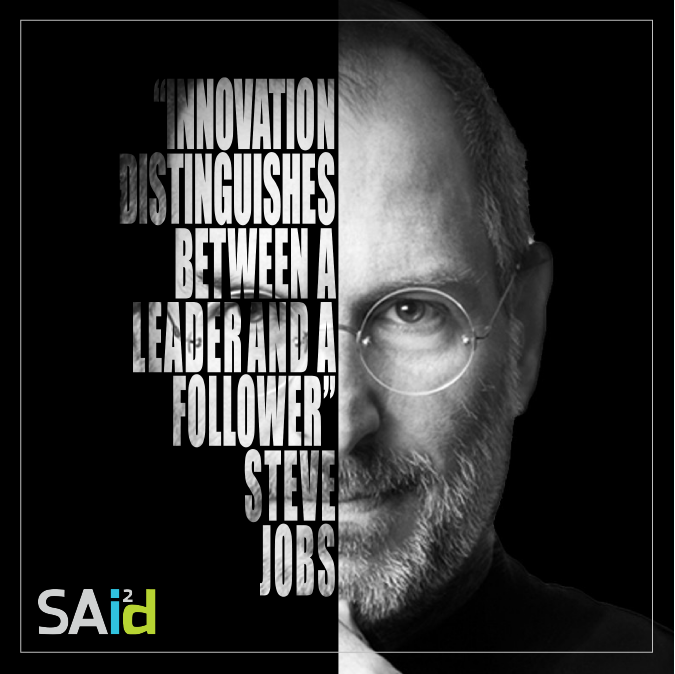 “INNOVATION
DISTINGUISHES
BETWEEN A
LEADER AND A
FOLLOWER”
STEVE
JOBS
SAi2d